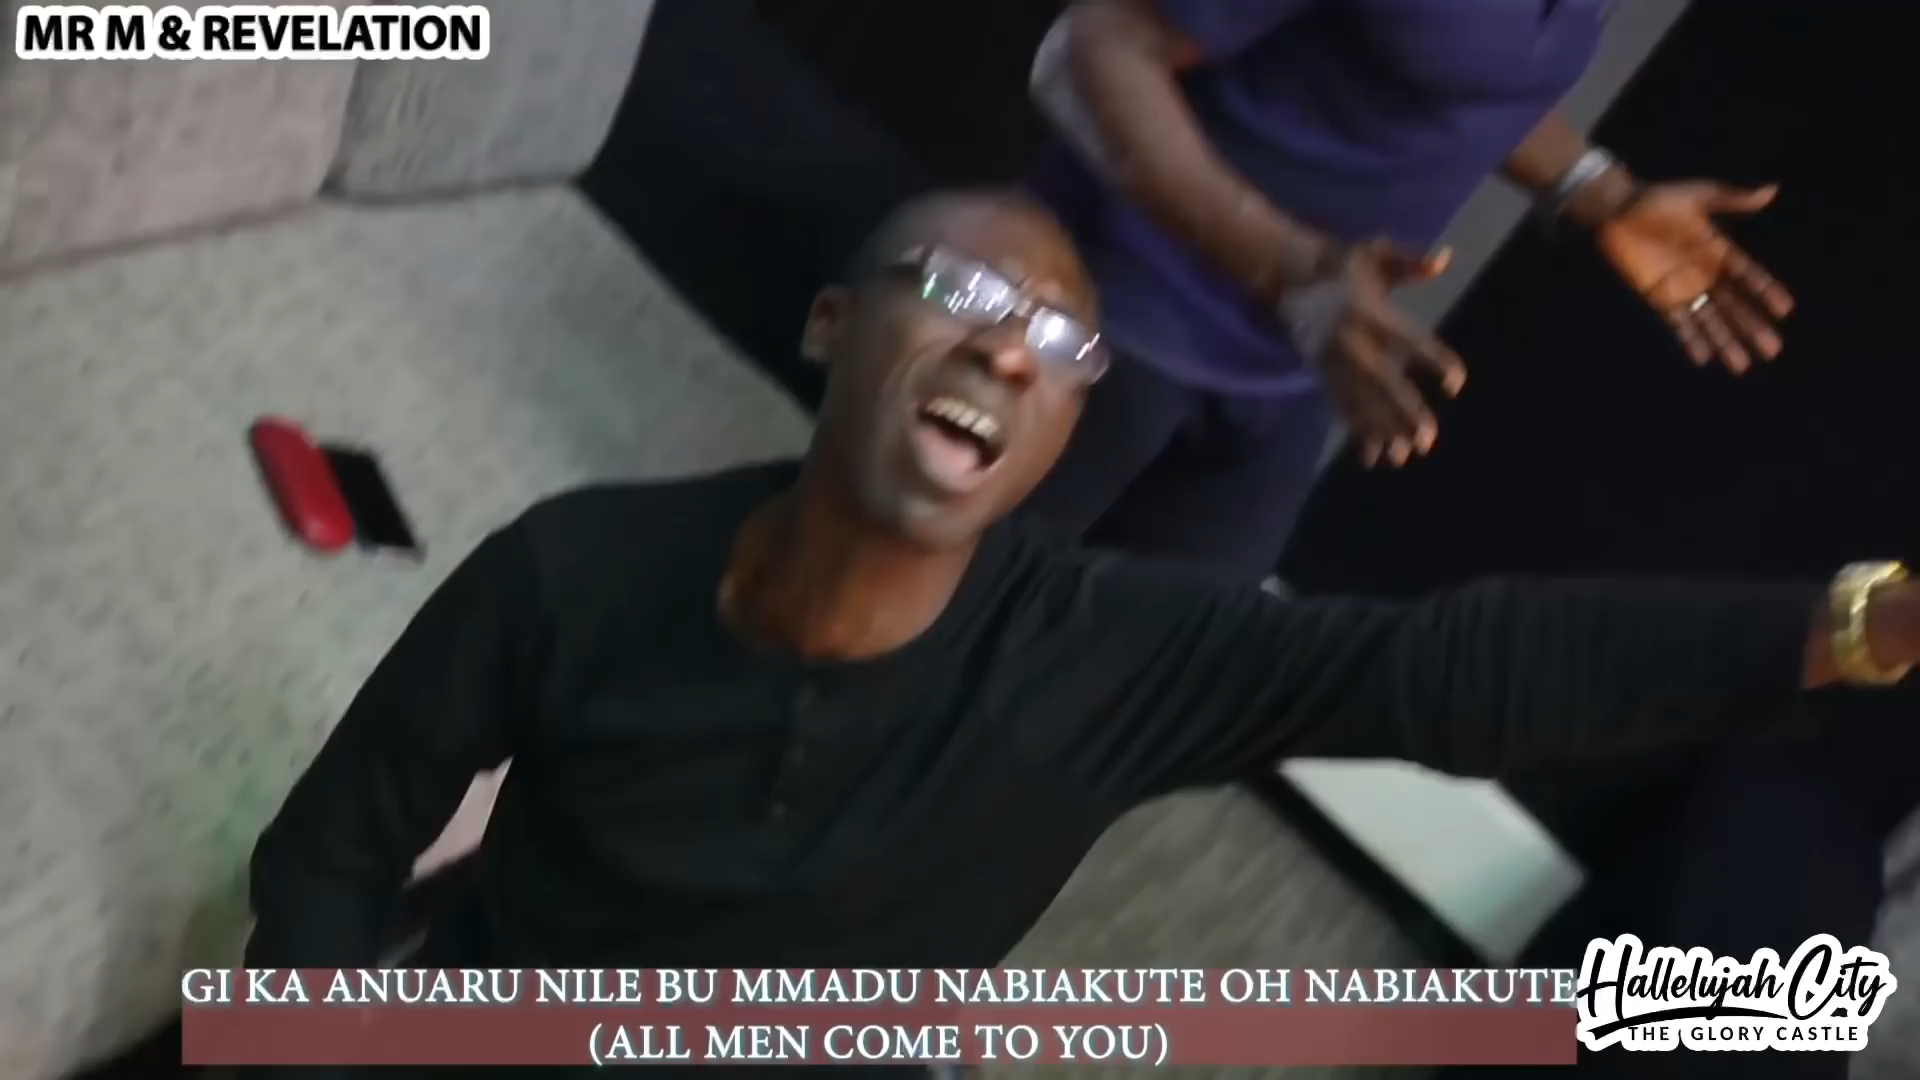 MR M & REVELATION
GI KA ANUARU NILE BU MMADU NABIAKUTE OH NABIAKUTE
(ALL MEN COME TO YOU)
Hallelujah City
THE GLORY CASTLE